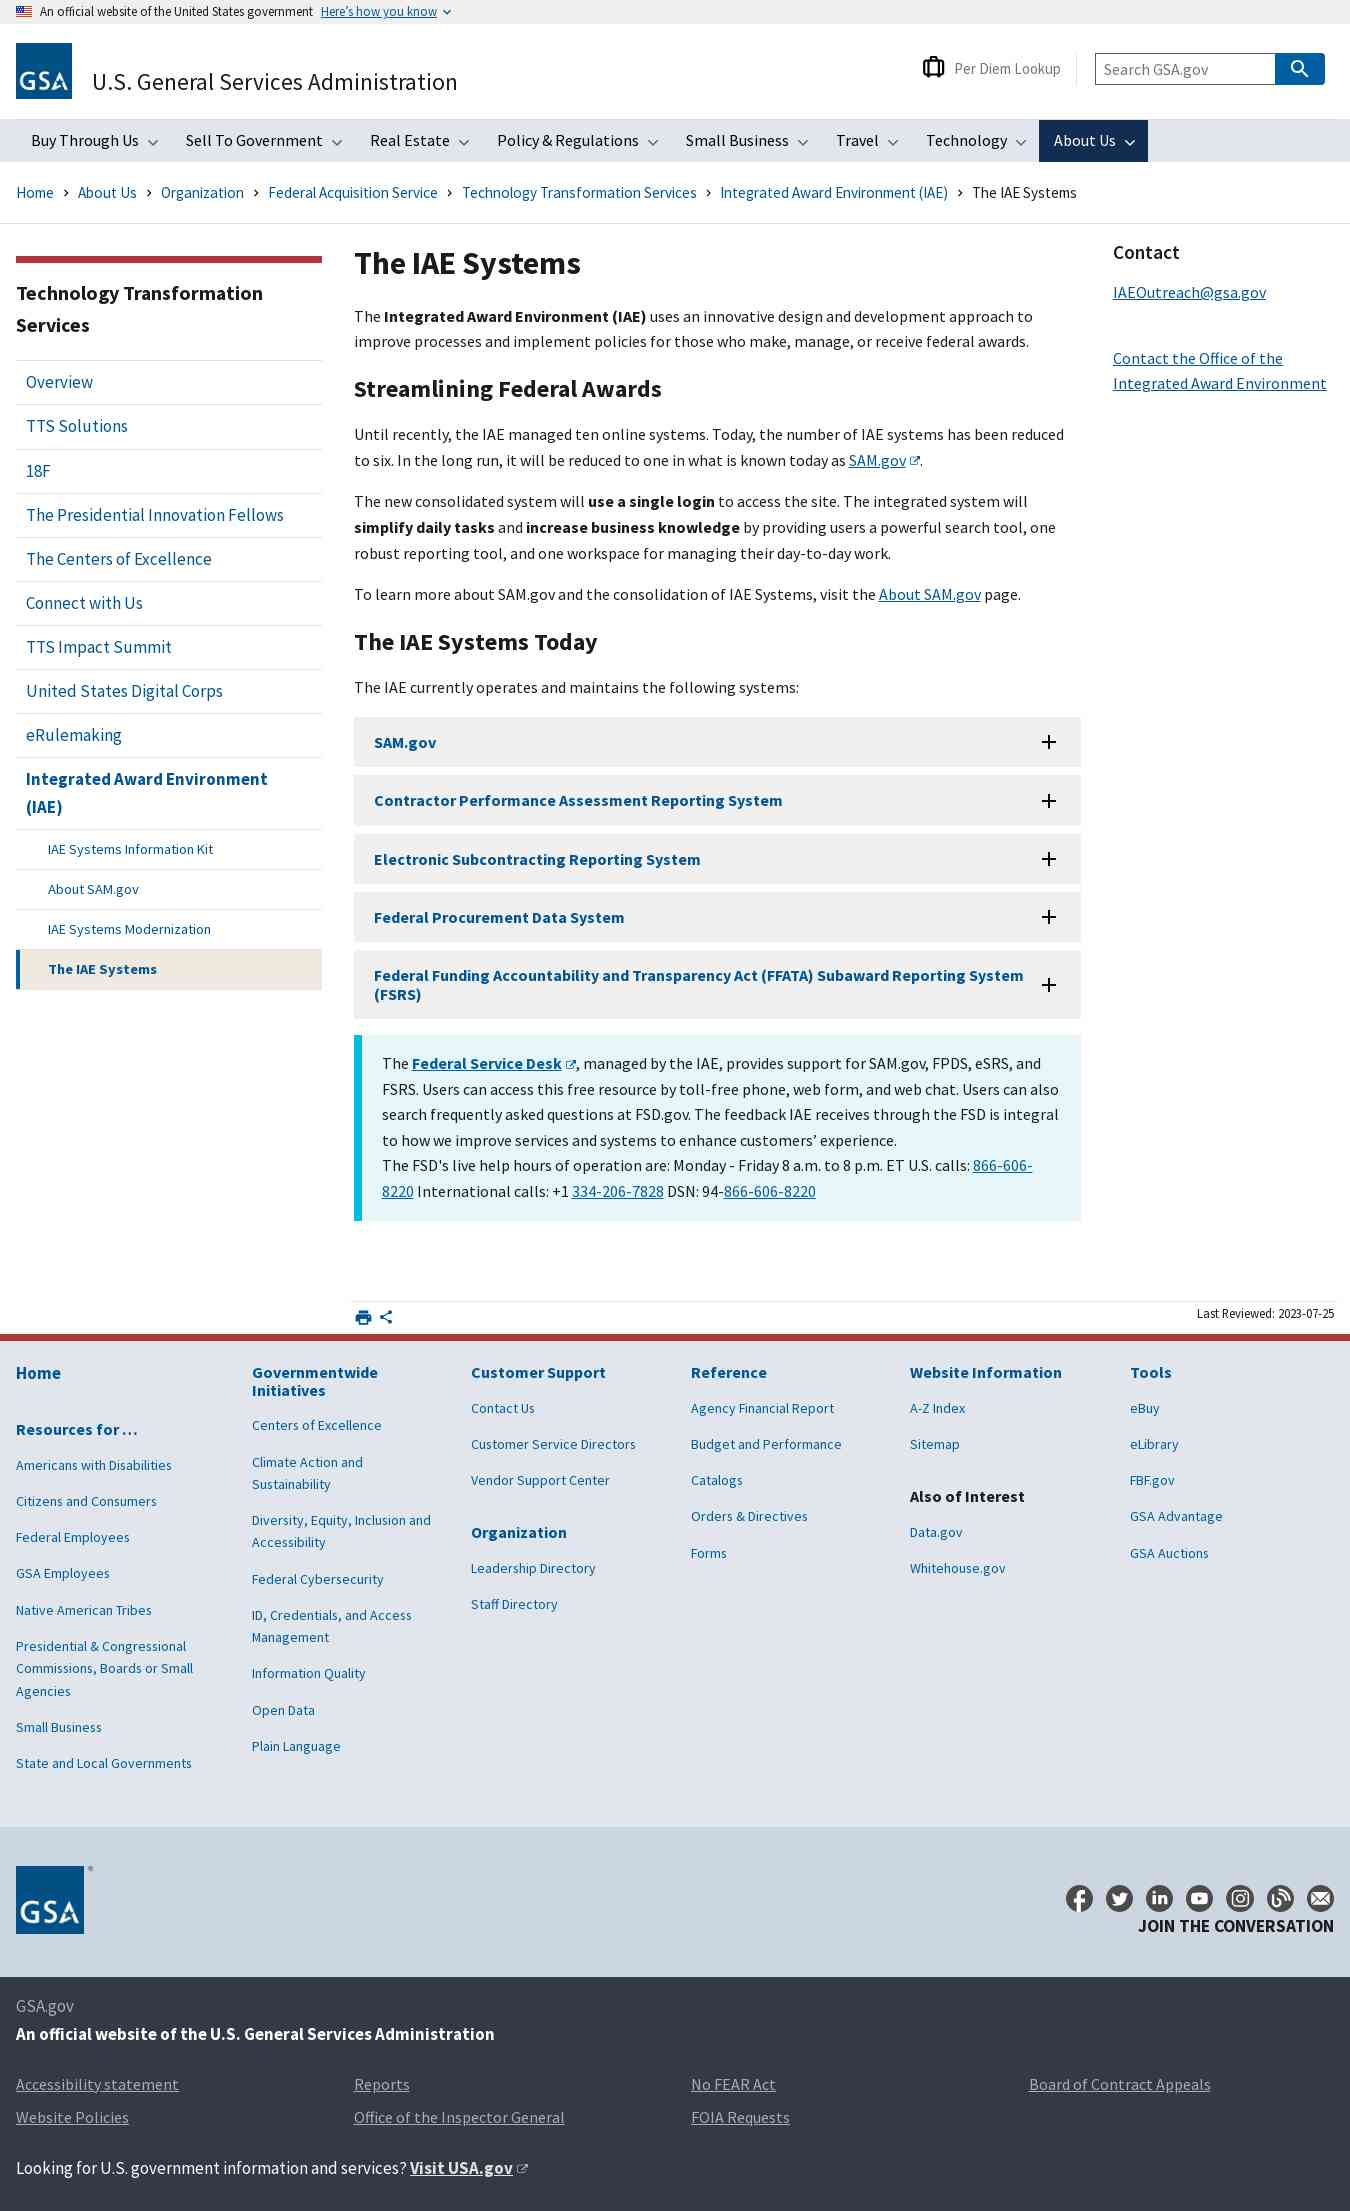 An official website of the United States government Here's how you know
GSA
U.S. General Services Administration
Per Diem Lookup
Search GSA.gov
Buy Through Us Sell To Government Real Estate Policy & Regulations Small Business Travel Technology About Us
Home > About Us > Organization > Federal Acquisition Service > Technology Transformation Services > Integrated Award Environment (IAE) > The IAE Systems
Technology Transformation
Services
Overview
TTS Solutions
18F
The Presidential Innovation Fellows
The Centers of Excellence
Connect with Us
TTS Impact Summit
United States Digital Corps
eRulemaking
Integrated Award Environment
(IAE)
IAE Systems Information Kit
About SAM.gov
IAE Systems Modernization
The IAE Systems
The IAE Systems
The Integrated Award Environment (IAE) uses an innovative design and development approach to
improve processes and implement policies for those who make, manage, or receive federal awards.
Streamlining Federal Awards
Until recently, the IAE managed ten online systems. Today, the number of IAE systems has been reduced
to six. In the long run, it will be reduced to one in what is known today as SAM.gov.
The new consolidated system will use a single login to access the site. The integrated system will
simplify daily tasks and increase business knowledge by providing users a powerful search tool, one
robust reporting tool, and one workspace for managing their day-to-day work.
To learn more about SAM.gov and the consolidation of IAE Systems, visit the About SAM.gov page.
The IAE Systems Today
The IAE currently operates and maintains the following systems:
SAM.gov
Contractor Performance Assessment Reporting System
Electronic Subcontracting Reporting System
Federal Procurement Data System
Federal Funding Accountability and Transparency Act (FFATA) Subaward Reporting System
(FSRS)
The Federal Service Desk, managed by the IAE, provides support for SAM.gov, FPDS, eSRS, and
FSRS. Users can access this free resource by toll-free phone, web form, and web chat. Users can also
search frequently asked questions at FSD.gov. The feedback IAE receives through the FSD is integral
to how we improve services and systems to enhance customers’ experience.
The FSD's live help hours of operation are: Monday - Friday 8 a.m. to 8 p.m. ET U.S. calls: 866-606-
8220 International calls: +1 334-206-7828 DSN: 94-866-606-8220
Contact
IAEOutreach@gsa.gov
Contact the Office of the
Integrated Award Environment
Last Reviewed: 2023-07-25
Home
Resources for …
Americans with Disabilities
Citizens and Consumers
Federal Employees
GSA Employees
Native American Tribes
Presidential & Congressional
Commissions, Boards or Small
Agencies
Small Business
State and Local Governments
Governmentwide
Initiatives
Centers of Excellence
Climate Action and
Sustainability
Diversity, Equity, Inclusion and
Accessibility
Federal Cybersecurity
ID, Credentials, and Access
Management
Information Quality
Open Data
Plain Language
Customer Support
Contact Us
Customer Service Directors
Vendor Support Center
Organization
Leadership Directory
Staff Directory
Reference
Agency Financial Report
Budget and Performance
Catalogs
Orders & Directives
Forms
Website Information
A-Z Index
Sitemap
Also of Interest
Data.gov
Whitehouse.gov
Tools
eBuy
eLibrary
FBF.gov
GSA Advantage
GSA Auctions
GSA
JOIN THE CONVERSATION
GSA.gov
An official website of the U.S. General Services Administration
Accessibility statement Reports No FEAR Act Board of Contract Appeals
Website Policies Office of the Inspector General FOIA Requests
Looking for U.S. government information and services? Visit USA.gov